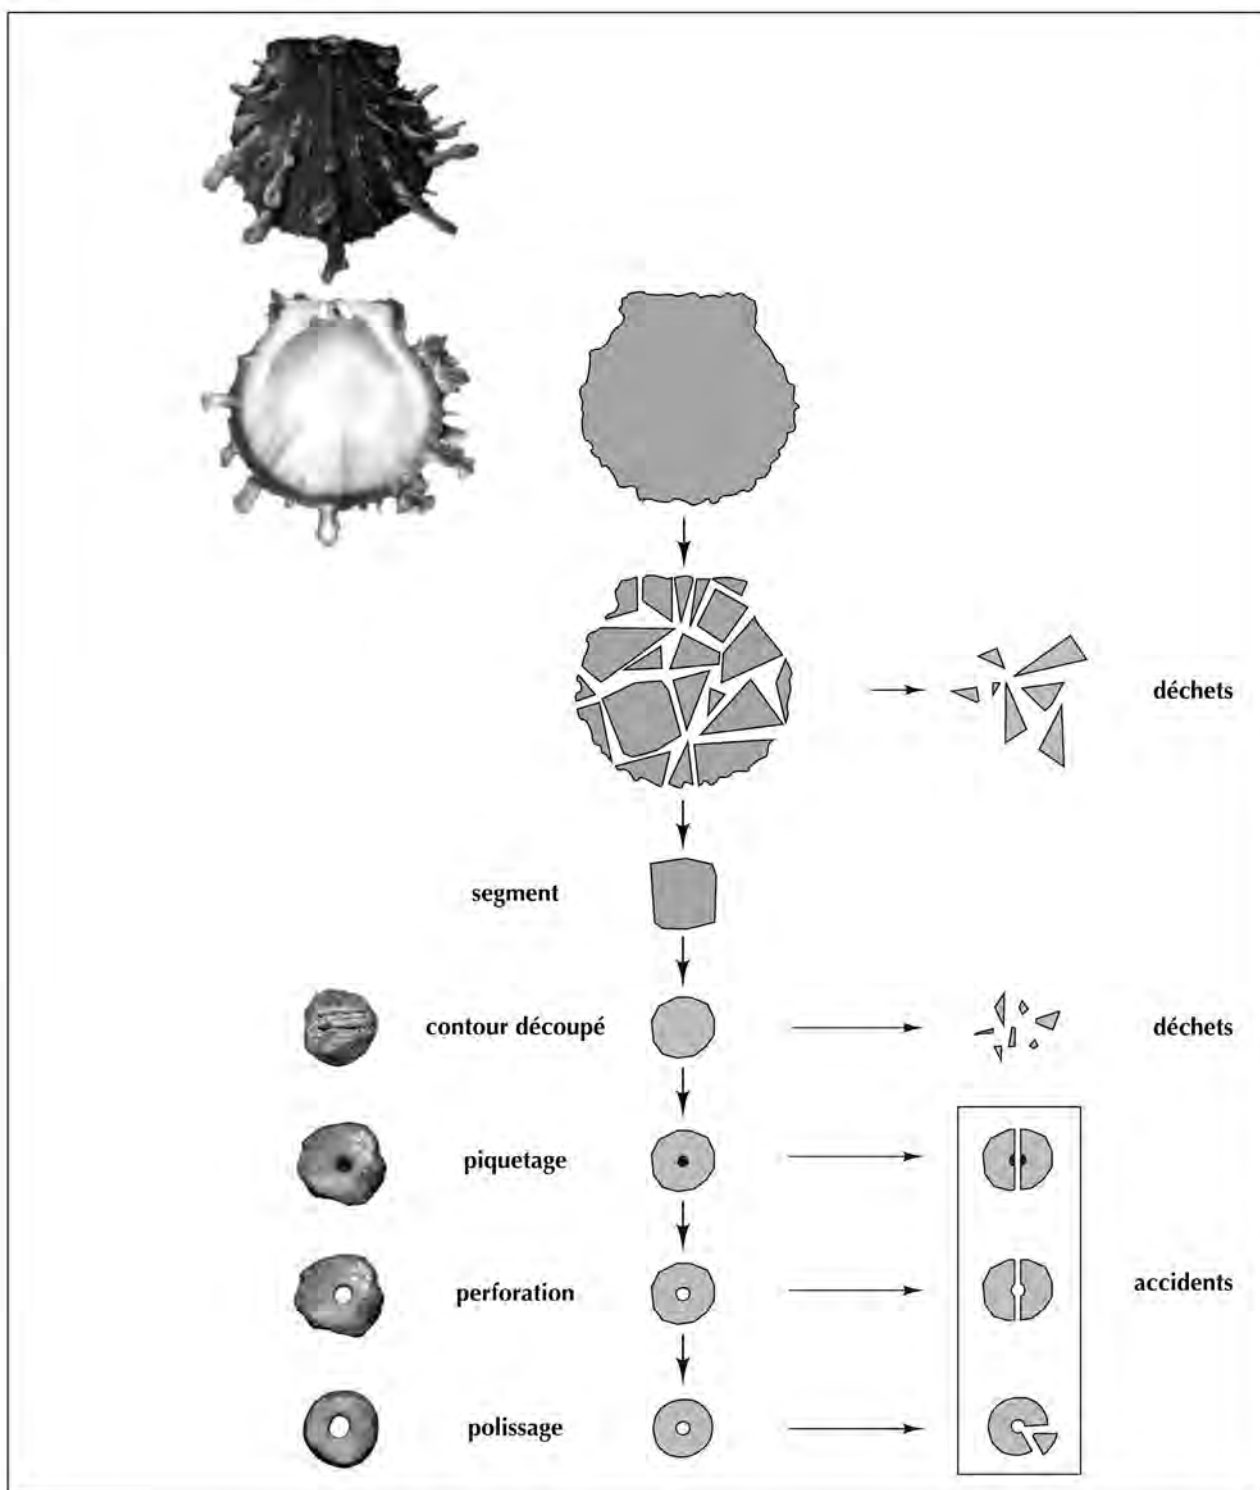 déchets
segment
contour découpé
déchets
piquetage
perforation
accidents
polissage